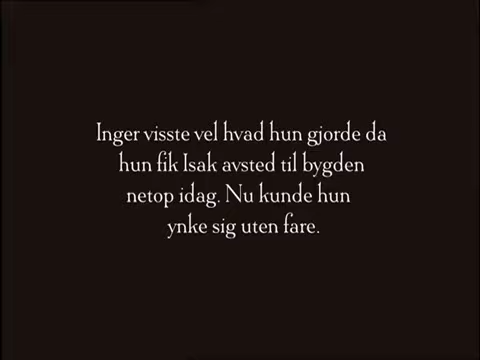 Inger visste vel hvad hun gjorde da
hun fik Isak avsted til bygden
netop idag. Nu kunde hun
ynke sig uten fare.